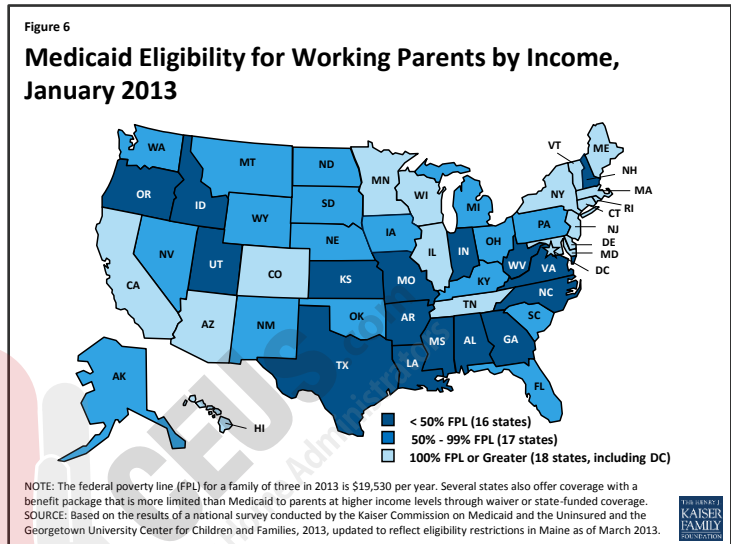 Figure 6
Medicaid Eligibility for Working Parents by Income,
January 2013
WA
MT
ND
MN
VT
ME
NH
OR
ID
SD
WI
NY
MA
WY
MI
RI
CT
NE
IA
PA
NJ
NV
UT
IL
IN
OH
DE
MD
CO
KS
MO
WV
VA
DC
CA
KY
NC
AZ
NM
OK
AR
TN
SC
MS
AL
GA
TX
LA
AK
FL
HI
< 50% FPL (16 states)
50% - 99% FPL (17 states)
100% FPL or Greater (18 states, including DC)
NOTE: The federal poverty line (FPL) for a family of three in 2013 is $19,530 per year. Several states also offer coverage with a
benefit package that is more limited than Medicaid to parents at higher income levels through waiver or state-funded coverage.
SOURCE: Based on the results of a national survey conducted by the Kaiser Commission on Medicaid and the Uninsured and the
Georgetown University Center for Children and Families, 2013, updated to reflect eligibility restrictions in Maine as of March 2013.
THE HENRY J
KAISER
FAMILY
FOUNDATION
CEUS.com
Home Administrators